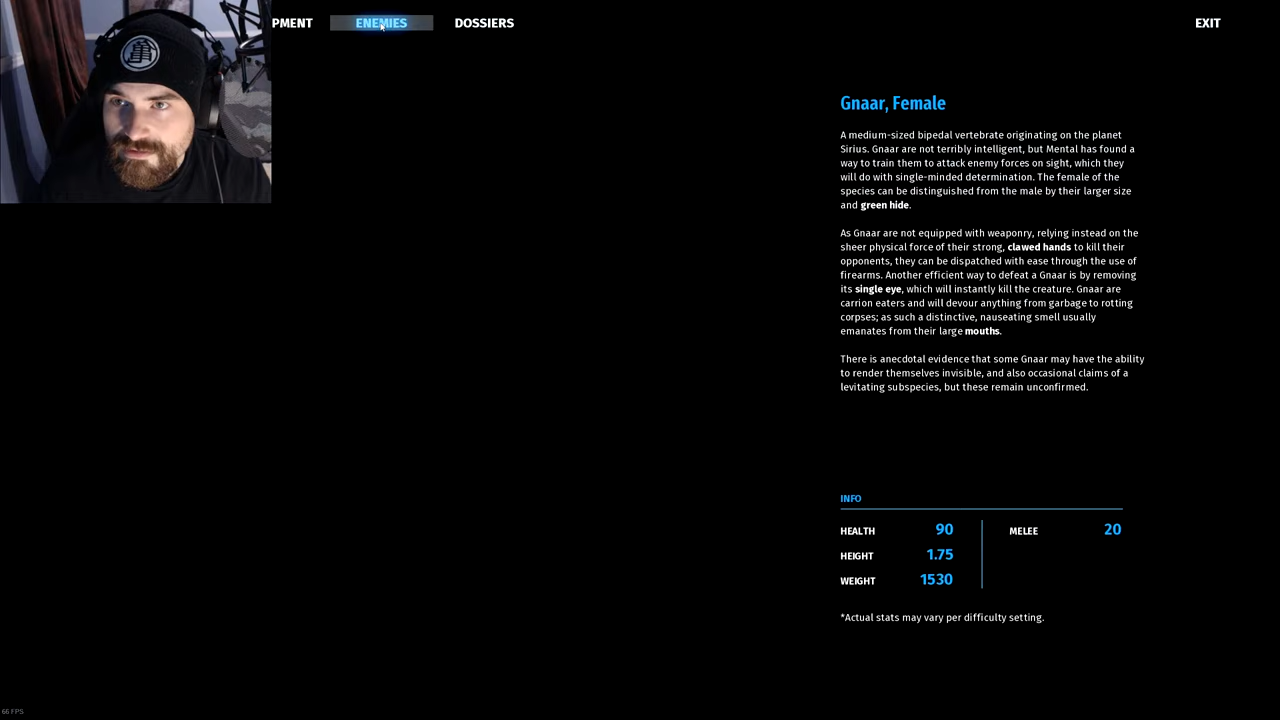 PMENT
ENEMIES
DOSSIERS
EXIT
Gnaar, Female
A medium-sized bipedal vertebrate originating on the planet
Sirius. Gnaar are not terribly intelligent, but Mental has found a
way to train them to attack enemy forces on sight, which they
will do with single-minded determination. The female of the
species can be distinguished from the male by their larger size
and green hide.
As Gnaar are not equipped with weaponry, relying instead on the
sheer physical force of their strong, clawed hands to kill their
opponents, they can be dispatched with ease through the use of
firearms. Another efficient way to defeat a Gnaar is by removing
its single eye, which will instantly kill the creature. Gnaar are
carrion eaters and will devour anything from garbage to rotting
corpses; as such a distinctive, nauseating smell usually
emanates from their large mouths.
There is anecdotal evidence that some Gnaar may have the ability
to render themselves invisible, and also occasional claims of a
levitating subspecies, but these remain unconfirmed.
INFO
HEALTH 90
MELEE 20
HEIGHT 1.75
WEIGHT 1530
*Actual stats may vary per difficulty setting.
66 FPS